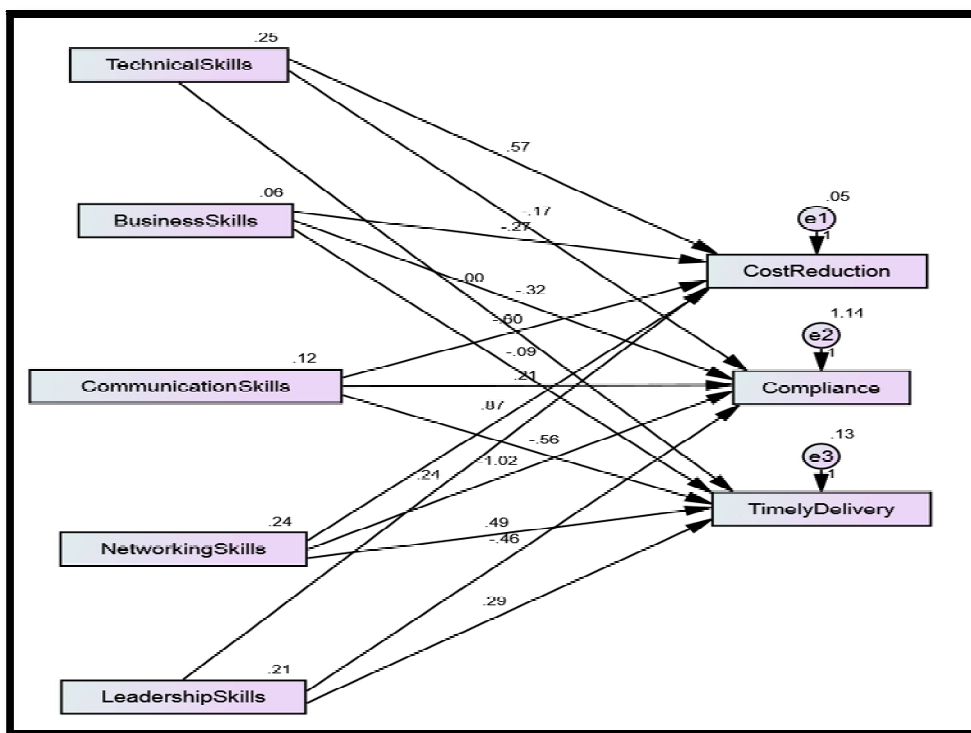 .25
TechnicalSkills
.57
.06
BusinessSkills
-.17
-.27
.05
e1
1
CostReduction
.00
-.32
-.60
1.14
e2
1
Compliance
.12
CommunicationSkills
-.09
.21
.87
-.56
.13
e3
1
TimelyDelivery
-1.02
.24
.24
NetworkingSkills
.49
-.46
.29
.21
LeadershipSkills